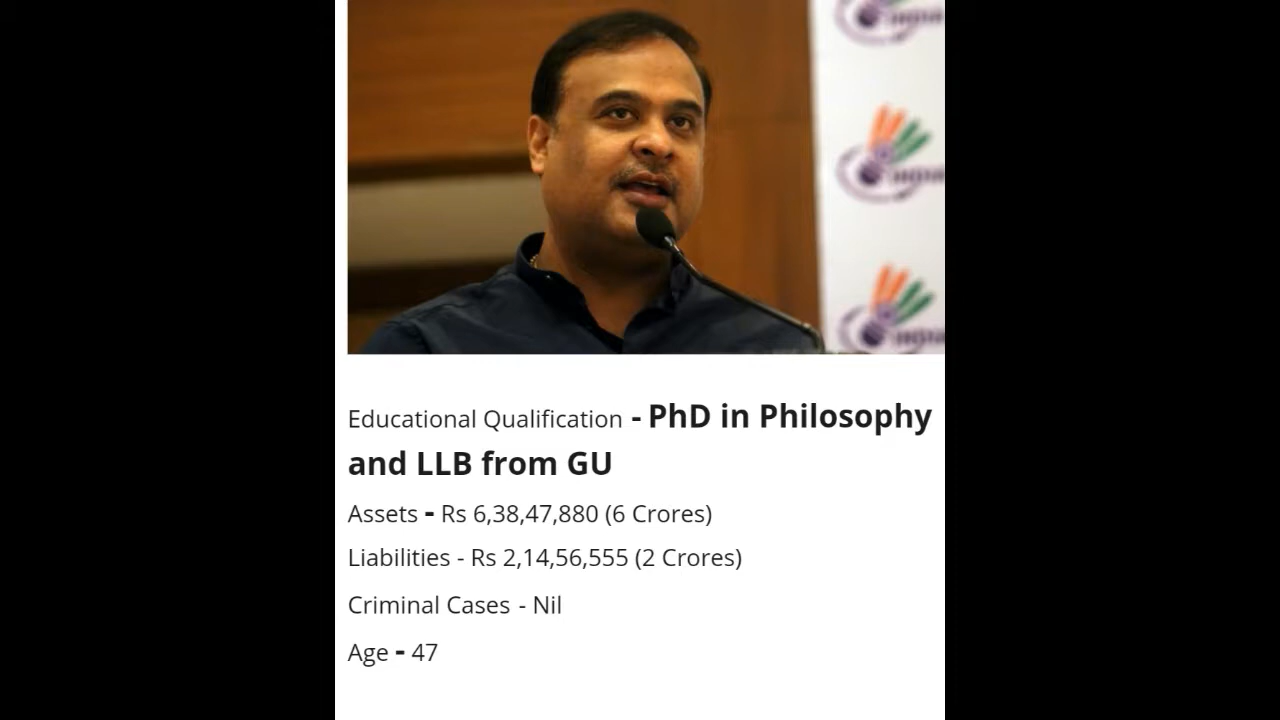 Educational Qualification - PhD in Philosophy
and LLB from GU
Assets - Rs 6,38,47,880 (6 Crores)
Liabilities - Rs 2,14,56,555 (2 Crores)
Criminal Cases - Nil
Age - 47